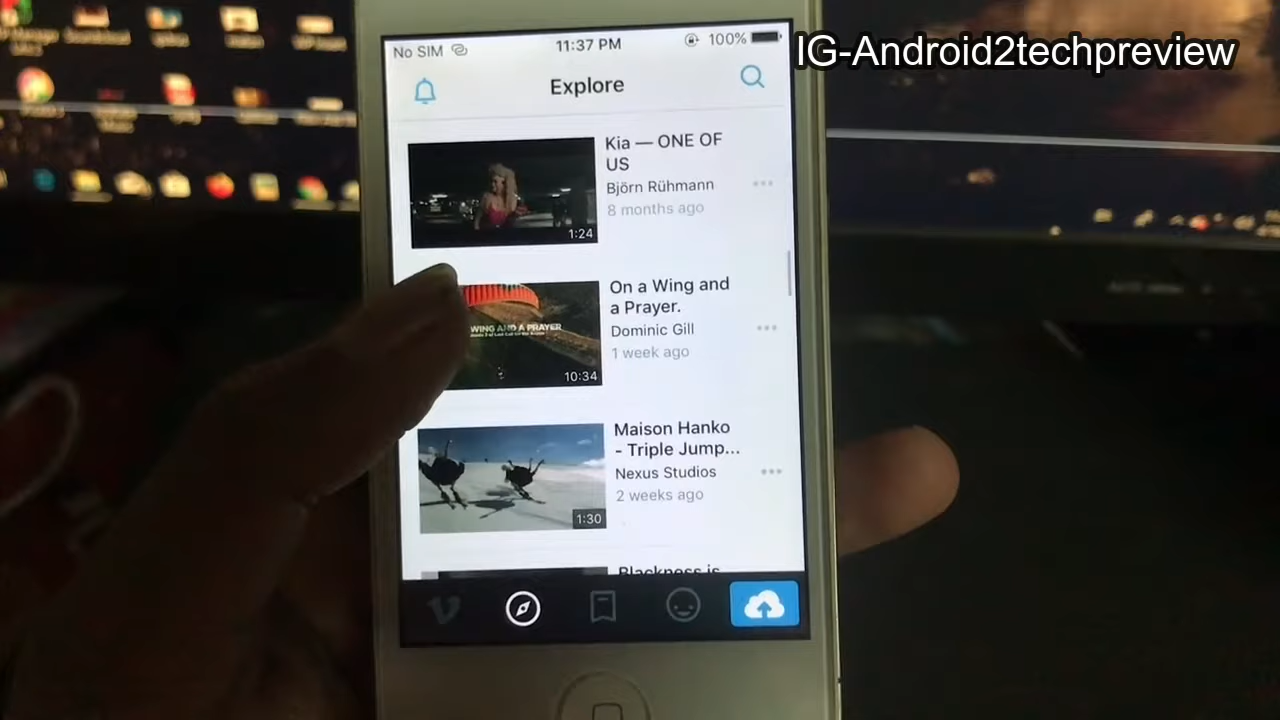 IG-Android2techpreview
No SIM
11:37 PM
100%
Explore
Kia — ONE OF
US
Björn Rühmann
8 months ago
1:24
On a Wing and
a Prayer.
Dominic Gill
1 week ago
WING AND A PRAYER
10:34
Maison Hanko
- Triple Jump...
Nexus Studios
2 weeks ago
1:30
Blackness is